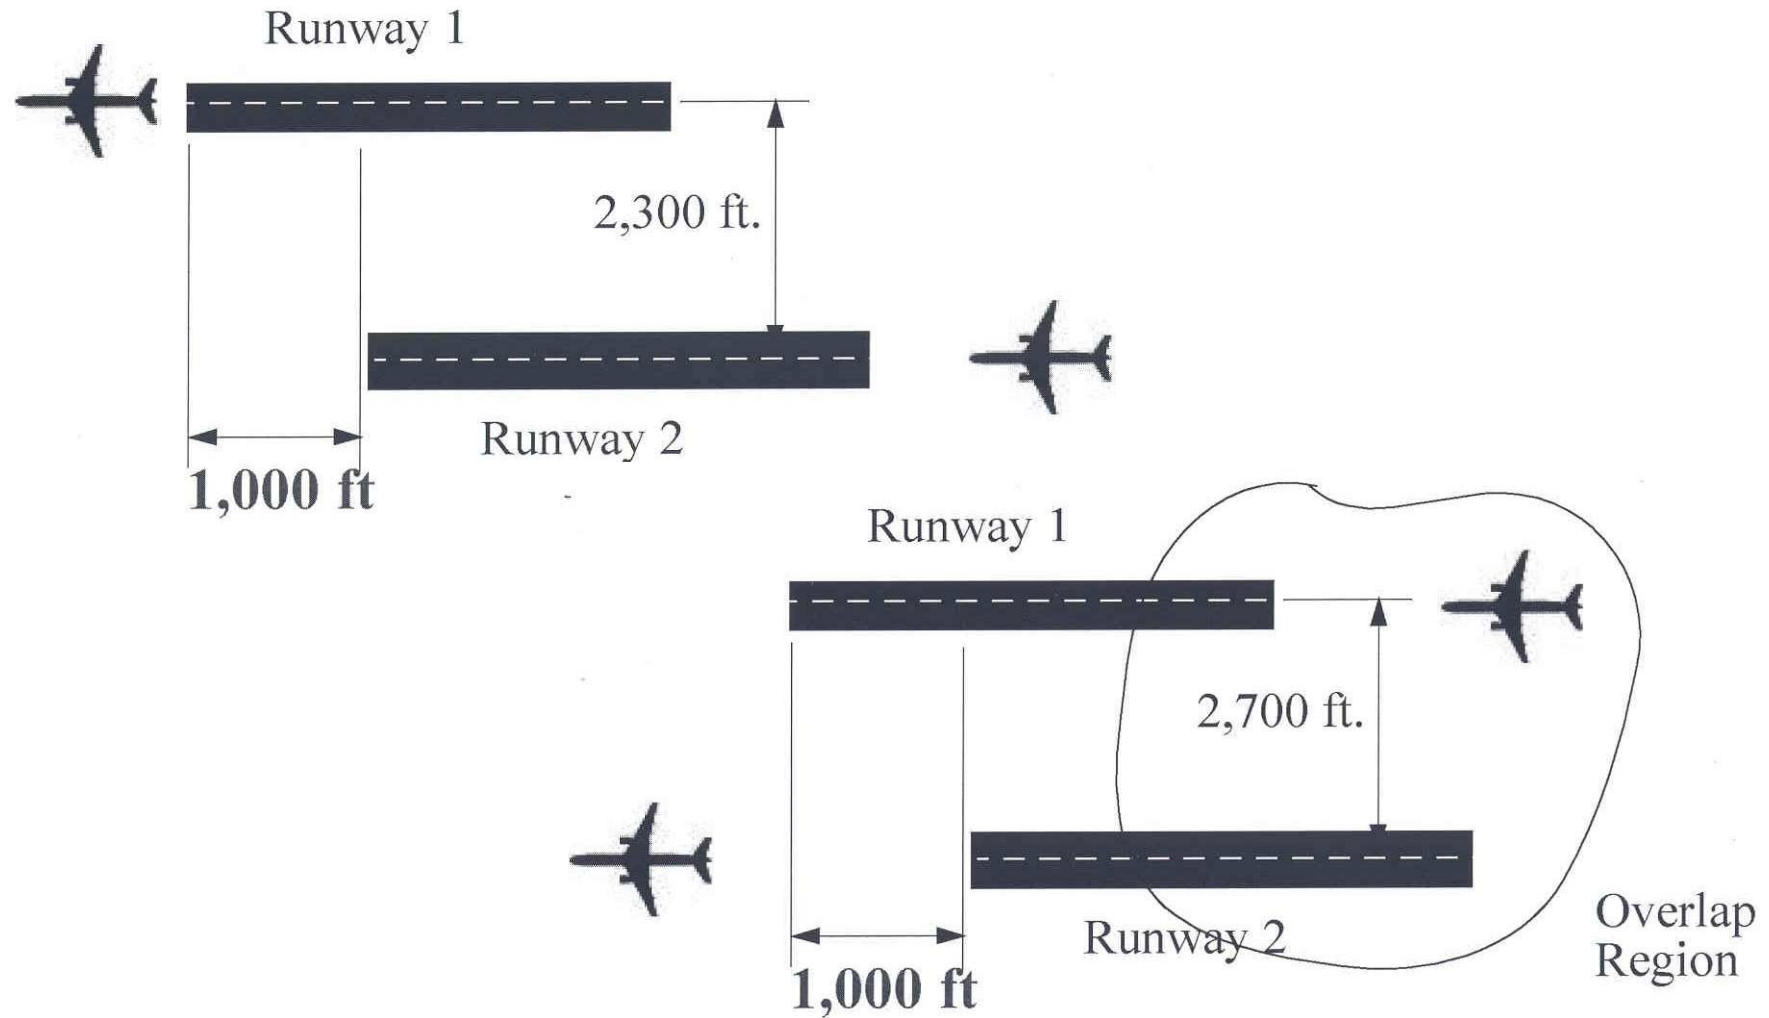 Runway 1
2,300 ft.
Runway 2
1,000 ft
Runway 1
2,700 ft.
Overlap
Region
Runway 2
1,000 ft